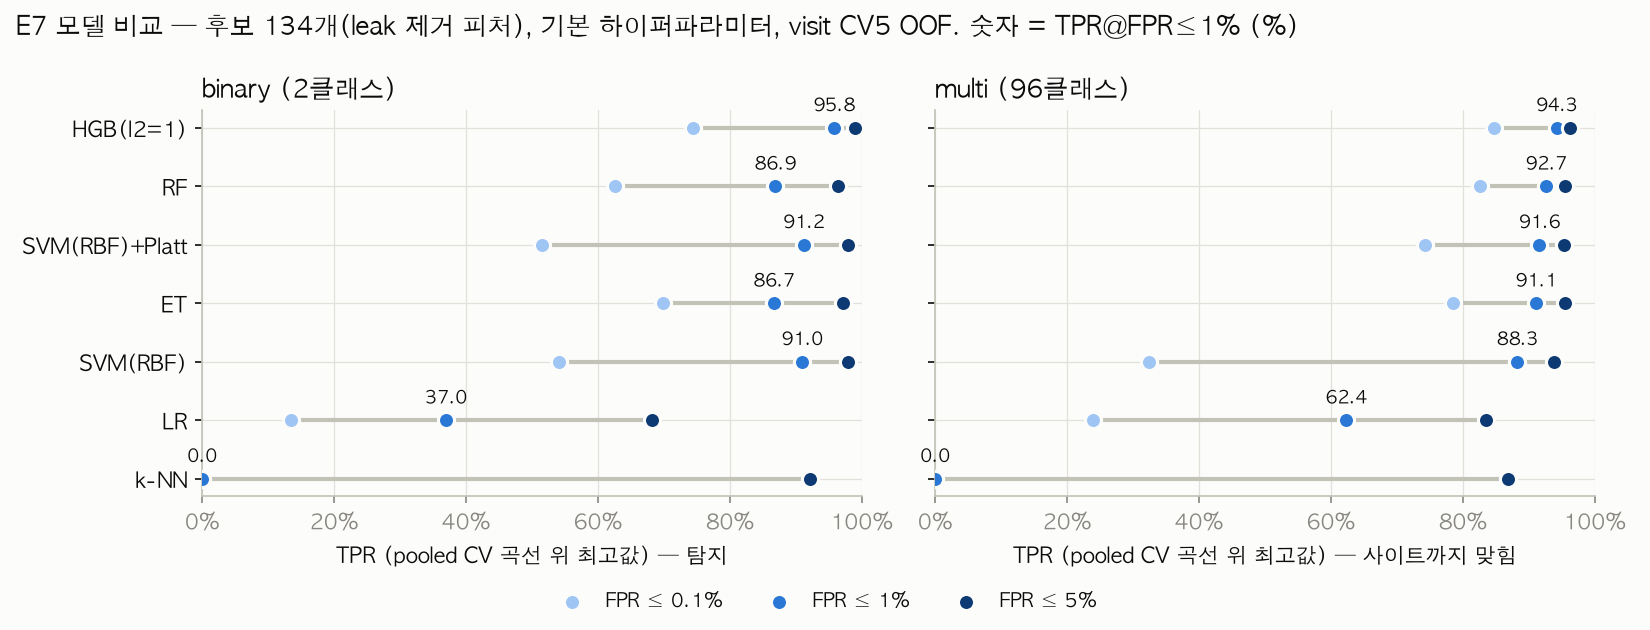 E7 모델 비교 — 후보 134개(leak 제거 피처), 기본 하이퍼파라미터, visit CV5 OOF. 숫자 = TPR@FPR≤1% (%)
binary (2클래스)
95.8
HGB(l2=1)
86.9
RF
91.2
SVM(RBF)+Platt
86.7
ET
91.0
SVM(RBF)
37.0
LR
0.0
k-NN
0% 20% 40% 60% 80% 100%
TPR (pooled CV 곡선 위 최고값) — 탐지
multi (96클래스)
94.3
92.7
91.6
91.1
88.3
62.4
0.0
0% 20% 40% 60% 80% 100%
TPR (pooled CV 곡선 위 최고값) — 사이트까지 맞힘
FPR ≤ 0.1% FPR ≤ 1% FPR ≤ 5%